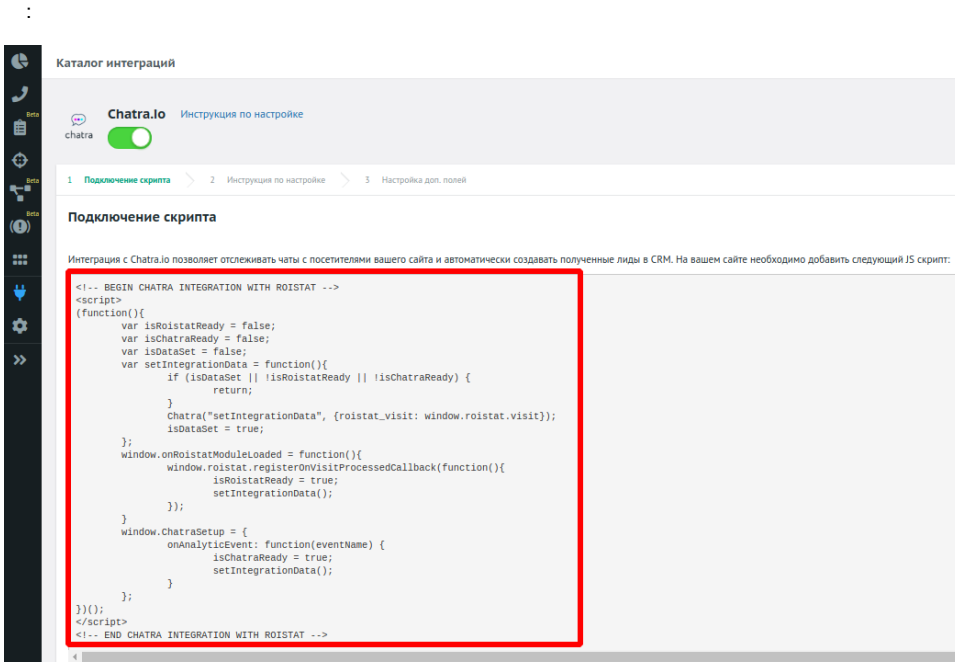 :
Каталог интеграций
Chatra.Io Инструкция по настройке
chatra
Beta
Beta
Beta
1 Подключение скрипта 2 Инструкция по настройке 3 Настройка доп. полей
Подключение скрипта
Интеграция с Chatra.io позволяет отслеживать чаты с посетителями вашего сайта и автоматически создавать полученные лиды в CRM. На вашем сайте необходимо добавить следующий JS скрипт:
<!-- BEGIN CHATRA INTEGRATION WITH ROISTAT -->
<script>
(function(){
var isRoistatReady = false;
var isChatraReady = false;
var isDataSet = false;
var setIntegrationData = function(){
if (isDataSet || !isRoistatReady || !isChatraReady) {
return;
}
Chatra("setIntegrationData", {roistat_visit: window.roistat.visit});
isDataSet = true;
};
window.onRoistatModuleLoaded = function(){
window.roistat.registerOnVisitProcessedCallback(function(){
isRoistatReady = true;
setIntegrationData();
});
}
window.ChatraSetup = {
onAnalyticEvent: function(eventName) {
isChatraReady = true;
setIntegrationData();
}
};
})();
</script>
<!-- END CHATRA INTEGRATION WITH ROISTAT -->